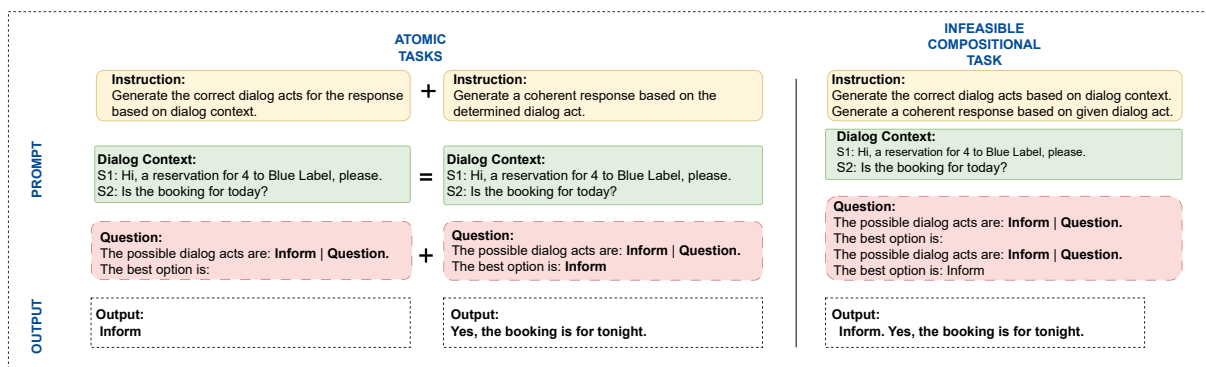 ATOMIC
TASKS
INFEASIBLE
COMPOSITIONAL
TASK
PROMPT
Instruction:
Generate the correct dialog acts for the response
based on dialog context.
+
Instruction:
Generate a coherent response based on the
determined dialog act.
Instruction:
Generate the correct dialog acts based on dialog context.
Generate a coherent response based on given dialog act.
Dialog Context:
S1: Hi, a reservation for 4 to Blue Label, please.
S2: Is the booking for today?
=
Dialog Context:
S1: Hi, a reservation for 4 to Blue Label, please.
S2: Is the booking for today?
Dialog Context:
S1: Hi, a reservation for 4 to Blue Label, please.
S2: Is the booking for today?
Question:
The possible dialog acts are: Inform | Question.
The best option is:
+
Question:
The possible dialog acts are: Inform | Question.
The best option is: Inform
Question:
The possible dialog acts are: Inform | Question.
The best option is:
The possible dialog acts are: Inform | Question.
The best option is: Inform
OUTPUT
Output:
Inform
Output:
Yes, the booking is for tonight.
Output:
Inform. Yes, the booking is for tonight.